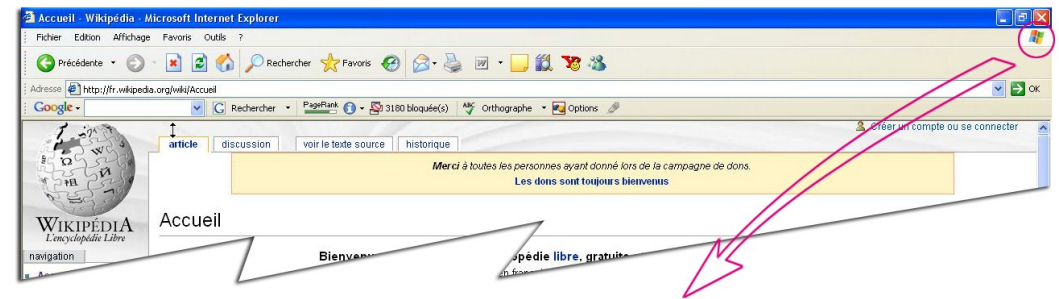 Accueil - Wikipédia - Microsoft Internet Explorer
Fichier Edition Affichage Favoris Outils ?
Précédente Rechercher Favoris
Adresse http://fr.wikipedia.org/wiki/Accueil OK
Google G Rechercher PageRank 3180 bloquée(s) ABC Orthographe Options
Créer un compte ou se connecter
article discussion voir le texte source historique
Merci à toutes les personnes ayant donné lors de la campagne de dons.
Les dons sont toujours bienvenus
WIKIPÉDIA
L'encyclopédie Libre
Accueil
navigation
libre, gratuite